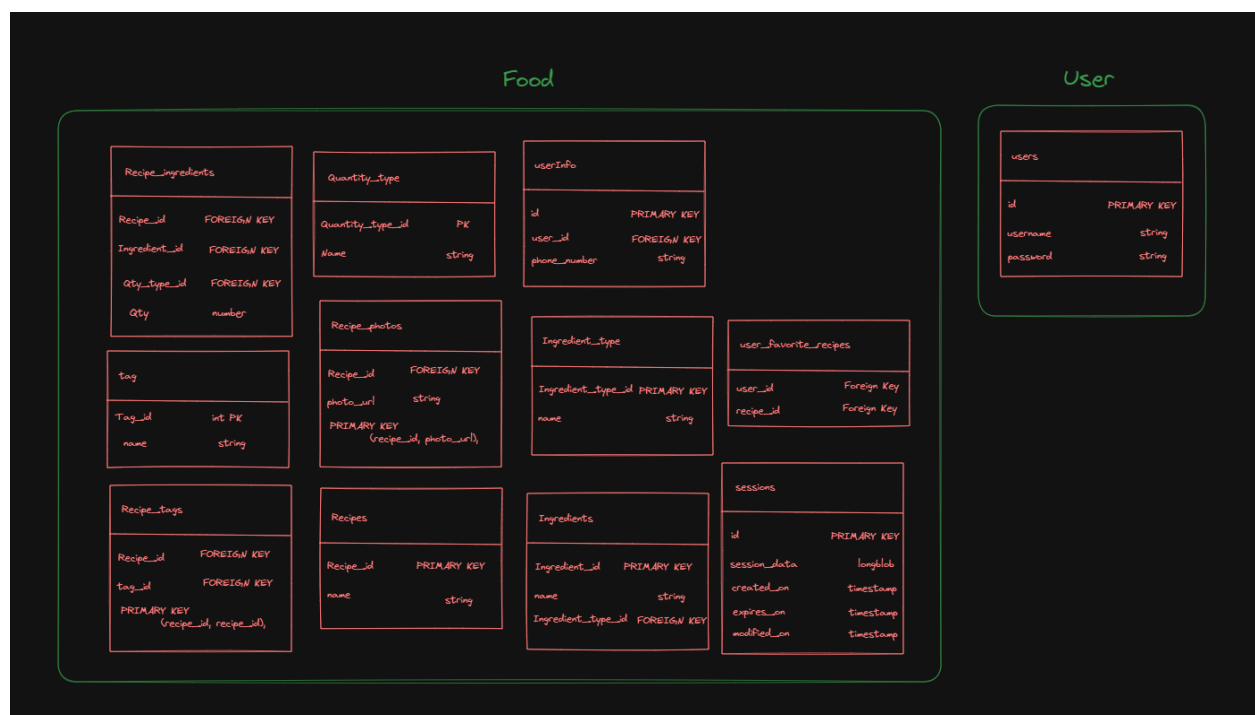 Food
User
Recipe_ingredients
Recipe_id FOREIGN KEY
Ingredient_id FOREIGN KEY
Qty_type_id FOREIGN KEY
Qty number
Quantity_type
Quantity_type_id PK
Name string
userInfo
id PRIMARY KEY
user_id FOREIGN KEY
phone_number string
users
id PRIMARY KEY
username string
password string
tag
Tag_id int PK
name string
Recipe_photos
Recipe_id FOREIGN KEY
photo_url string
PRIMARY KEY
(recipe_id, photo_url),
Ingredient_type
Ingredient_type_id PRIMARY KEY
name string
user_favorite_recipes
user_id Foreign Key
recipe_id Foreign Key
Recipe_tags
Recipe_id FOREIGN KEY
tag_id FOREIGN KEY
PRIMARY KEY
(recipe_id, recipe_id),
Recipes
Recipe_id PRIMARY KEY
name string
Ingredients
Ingredient_id PRIMARY KEY
name string
Ingredient_type_id FOREIGN KEY
sessions
id PRIMARY KEY
session_data longblob
created_on timestamp
expires_on timestamp
modified_on timestamp